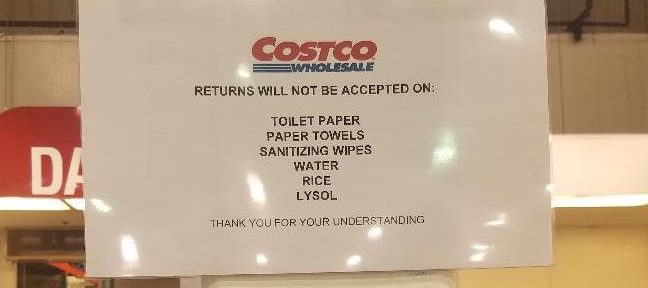 COSTCO
WHOLESALE
RETURNS WILL NOT BE ACCEPTED ON:
TOILET PAPER
PAPER TOWELS
SANITIZING WIPES
WATER
RICE
LYSOL
THANK YOU FOR YOUR UNDERSTANDING
DA